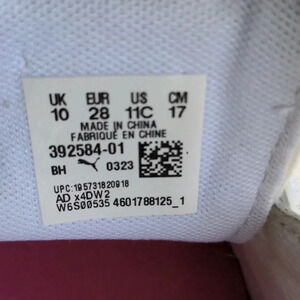 UK EUR US CM
10 28 11C 17
MADE IN CHINA
FABRIQUÉ EN CHINE
392584-01
BH 0323
UPC:195731820918
AD x4DW2
W6S00535 4601788125_1